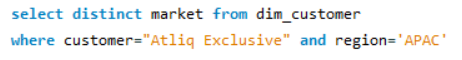 select distinct market from dim_customer
where customer="Atliq Exclusive" and region='APAC'